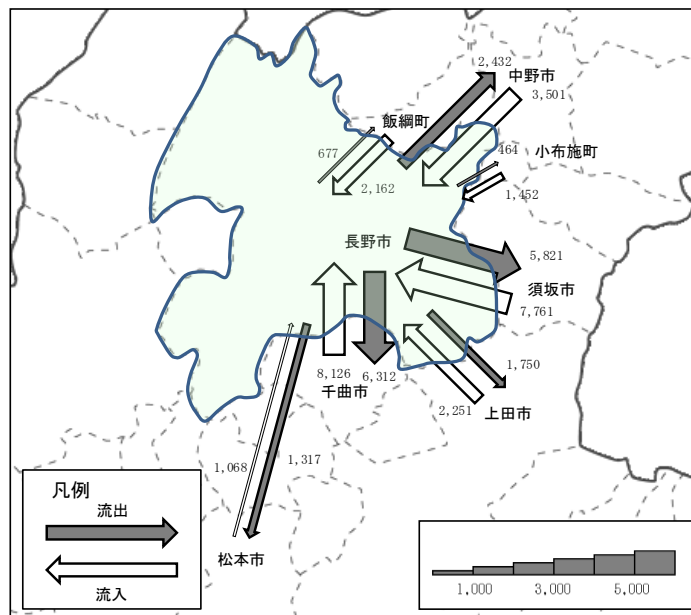 2,432
中野市
3,501
飯綱町
677
2,162
464
小布施町
1,452
長野市
5,821
須坂市
7,761
8,126
6,312
千曲市
1,750
2,251
上田市
1,068
1,317
松本市
凡例
流出
流入
1,000
3,000
5,000